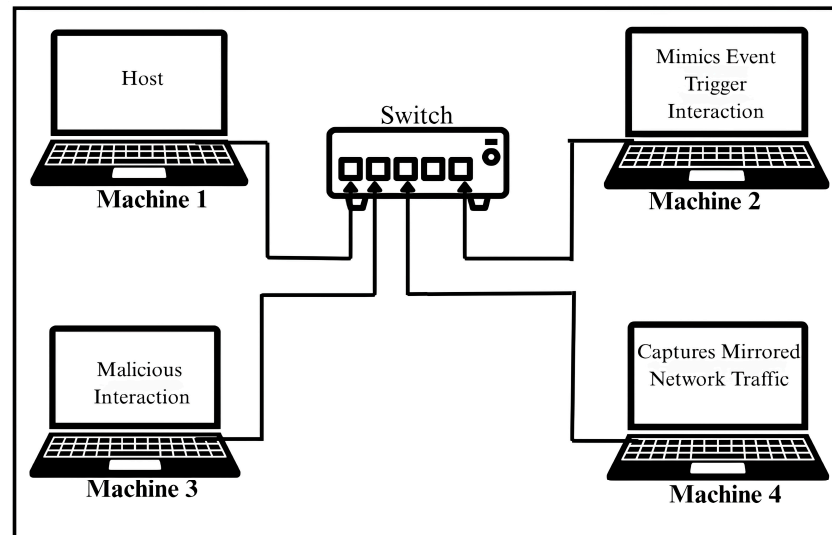 Host
Machine 1
Switch
Mimics Event
Trigger
Interaction
Machine 2
Malicious
Interaction
Machine 3
Captures Mirrored
Network Traffic
Machine 4